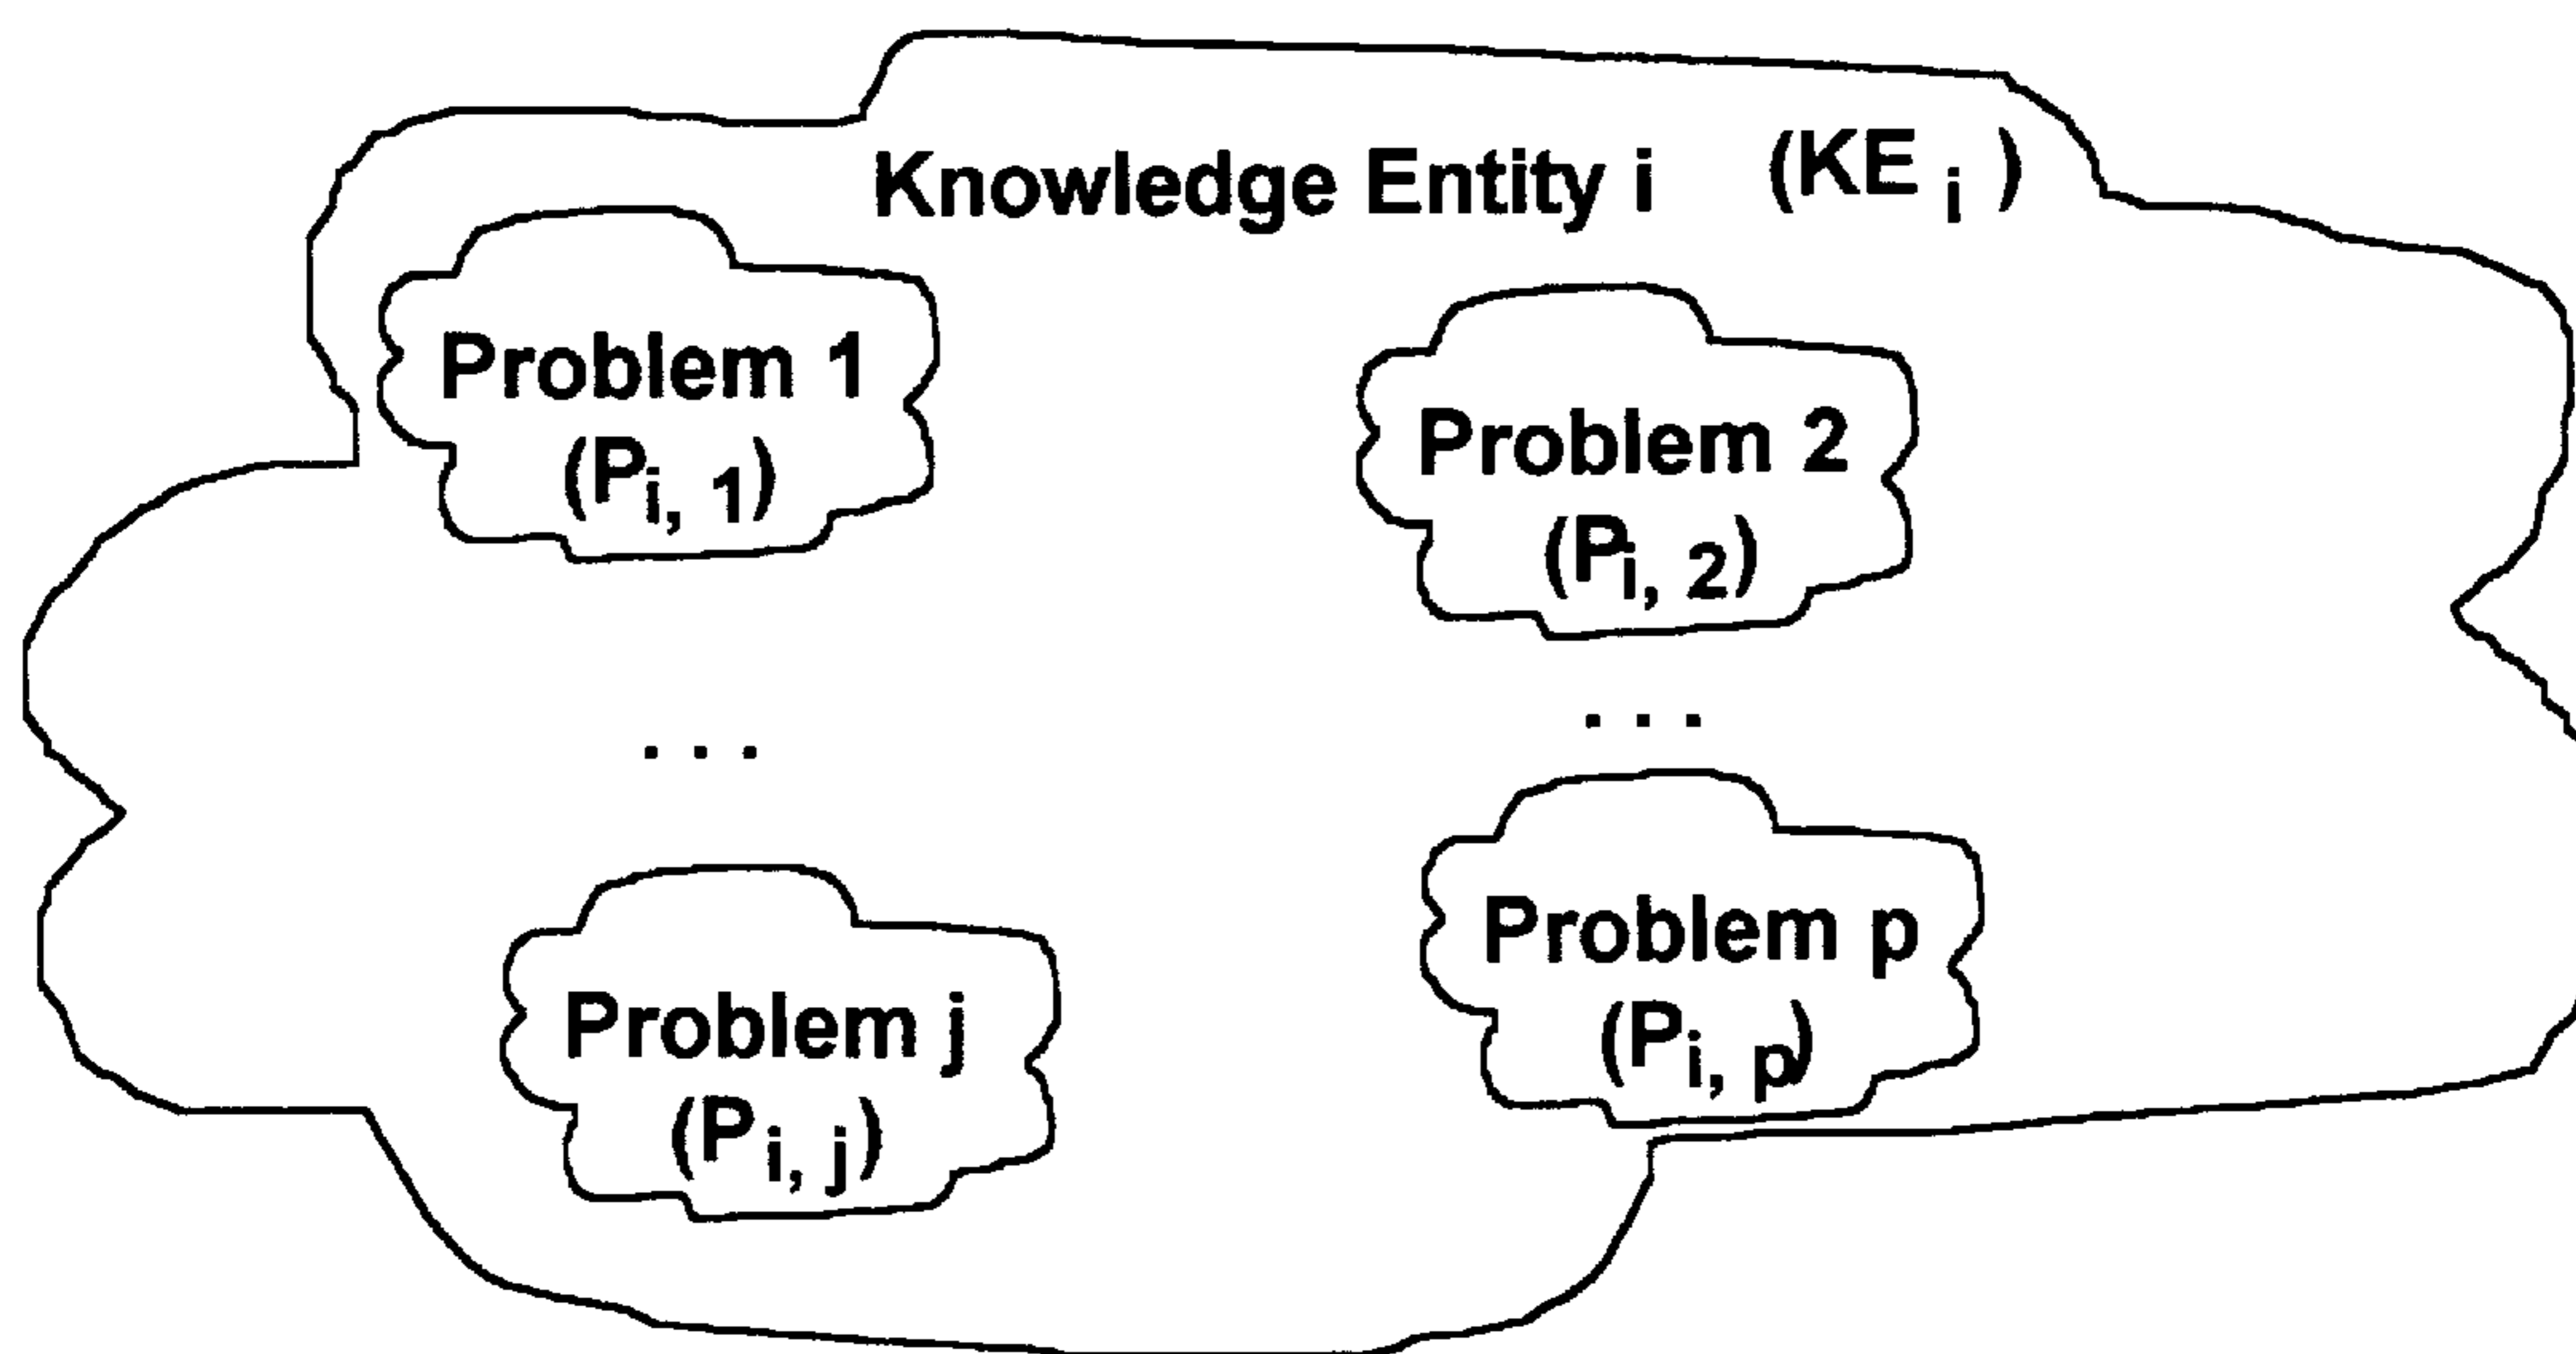 Knowledge Entity i (KE i )
Problem 1
(Pi, 1)
Problem 2
(Pi, 2)
. . .
. . .
Problem j
(Pi, j)
Problem p
(Pi, p)